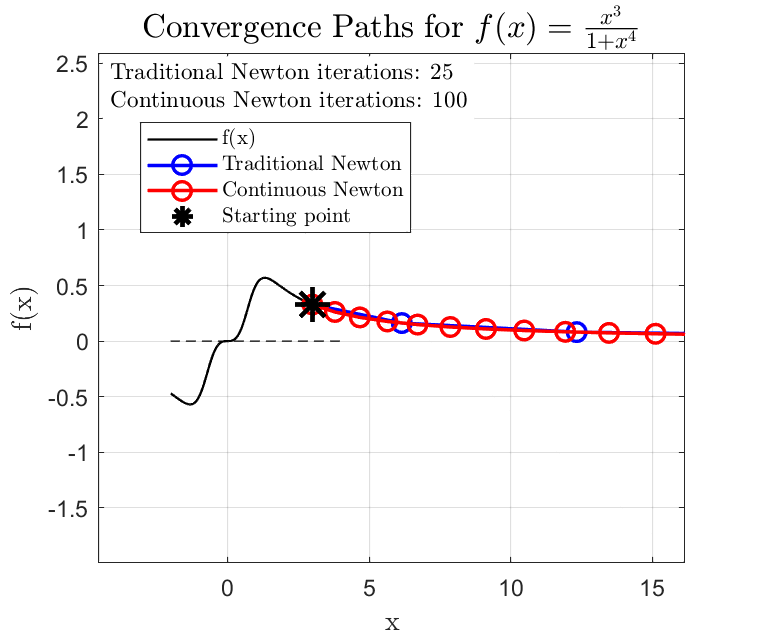 Convergence Paths for f(x) = x³/(1+x⁴)
Traditional Newton iterations: 25
Continuous Newton iterations: 100
f(x)
Traditional Newton
Continuous Newton
Starting point
2.5
2
1.5
1
0.5
0
-0.5
-1
-1.5
f(x)
0 5 10 15
x